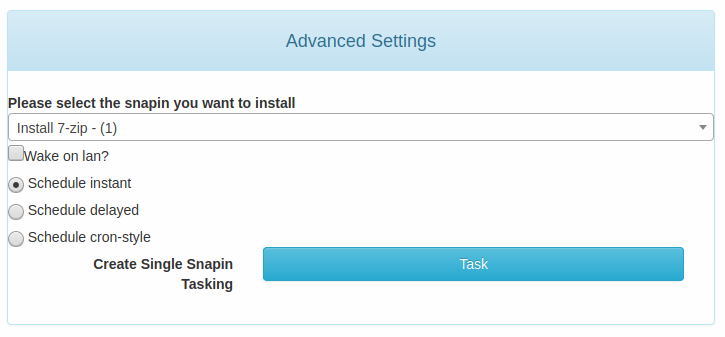 Advanced Settings
Please select the snapin you want to install
Install 7-zip - (1)
Wake on lan?
Schedule instant
Schedule delayed
Schedule cron-style
Create Single Snapin
Tasking
Task